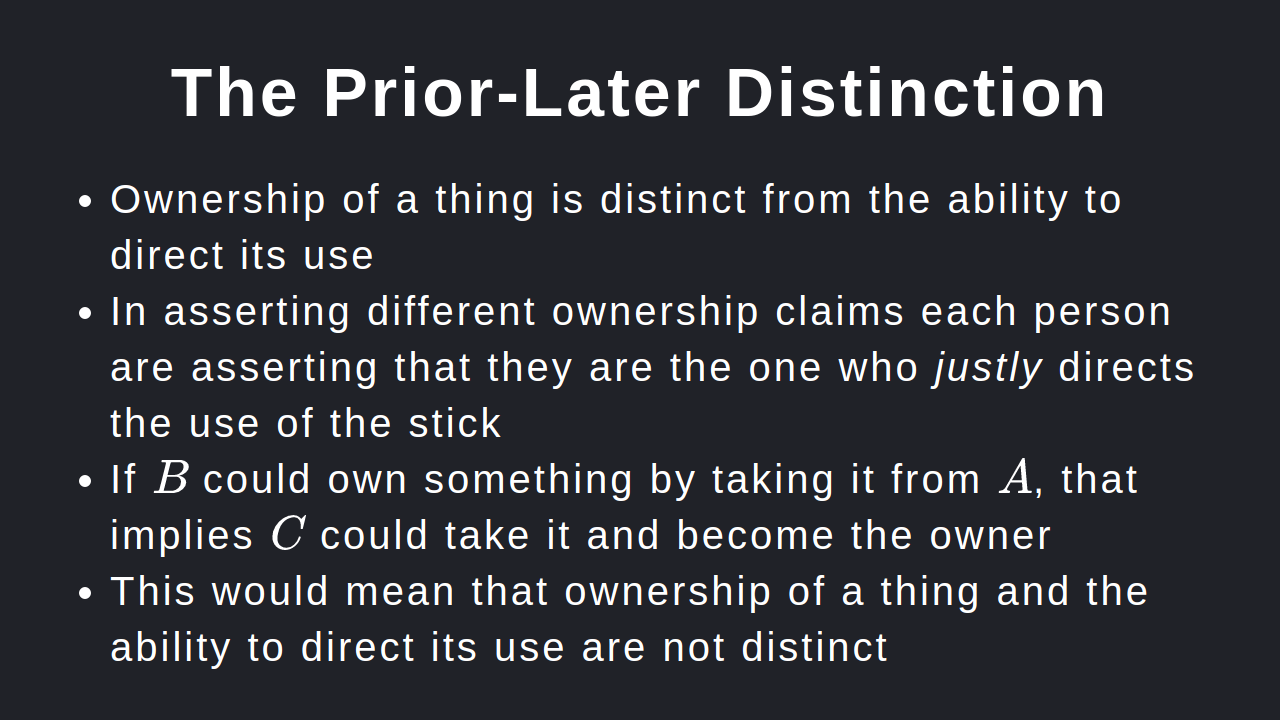 The Prior-Later Distinction
• Ownership of a thing is distinct from the ability to
direct its use
• In asserting different ownership claims each person
are asserting that they are the one who justly directs
the use of the stick
• If B could own something by taking it from A, that
implies C could take it and become the owner
• This would mean that ownership of a thing and the
ability to direct its use are not distinct